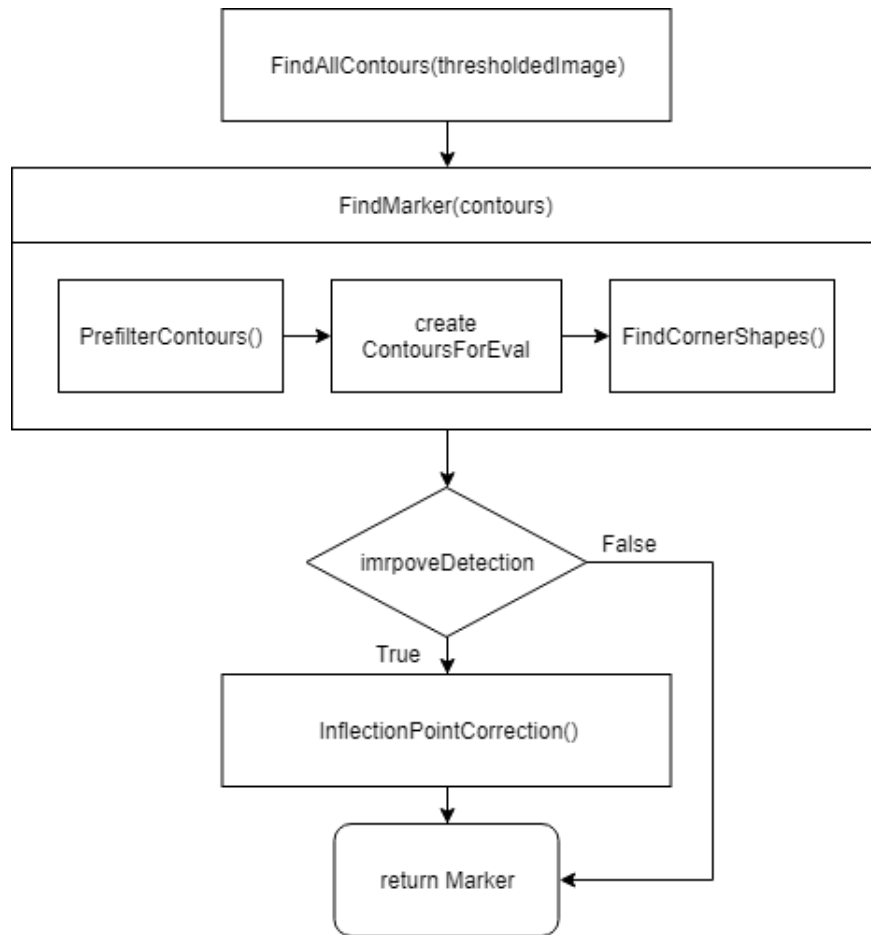 FindAllContours(thresholdedImage)
FindMarker(contours)
PrefilterContours()
create
ContoursForEval
FindCornerShapes()
imrpoveDetection
False
True
InflectionPointCorrection()
return Marker